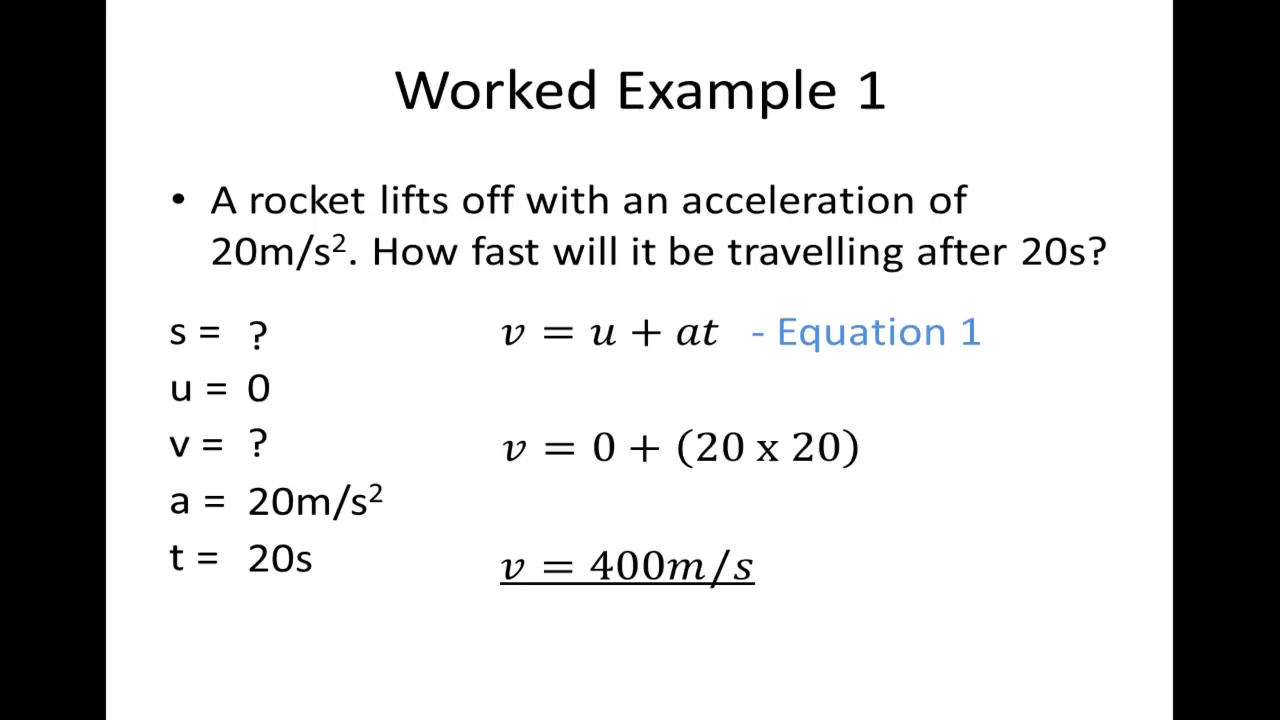 Worked Example 1
• A rocket lifts off with an acceleration of
20m/s². How fast will it be travelling after 20s?
s = ?
u = 0
v = ?
a = 20m/s²
t = 20s
v = u + at - Equation 1
v = 0 + (20 x 20)
v = 400m/s